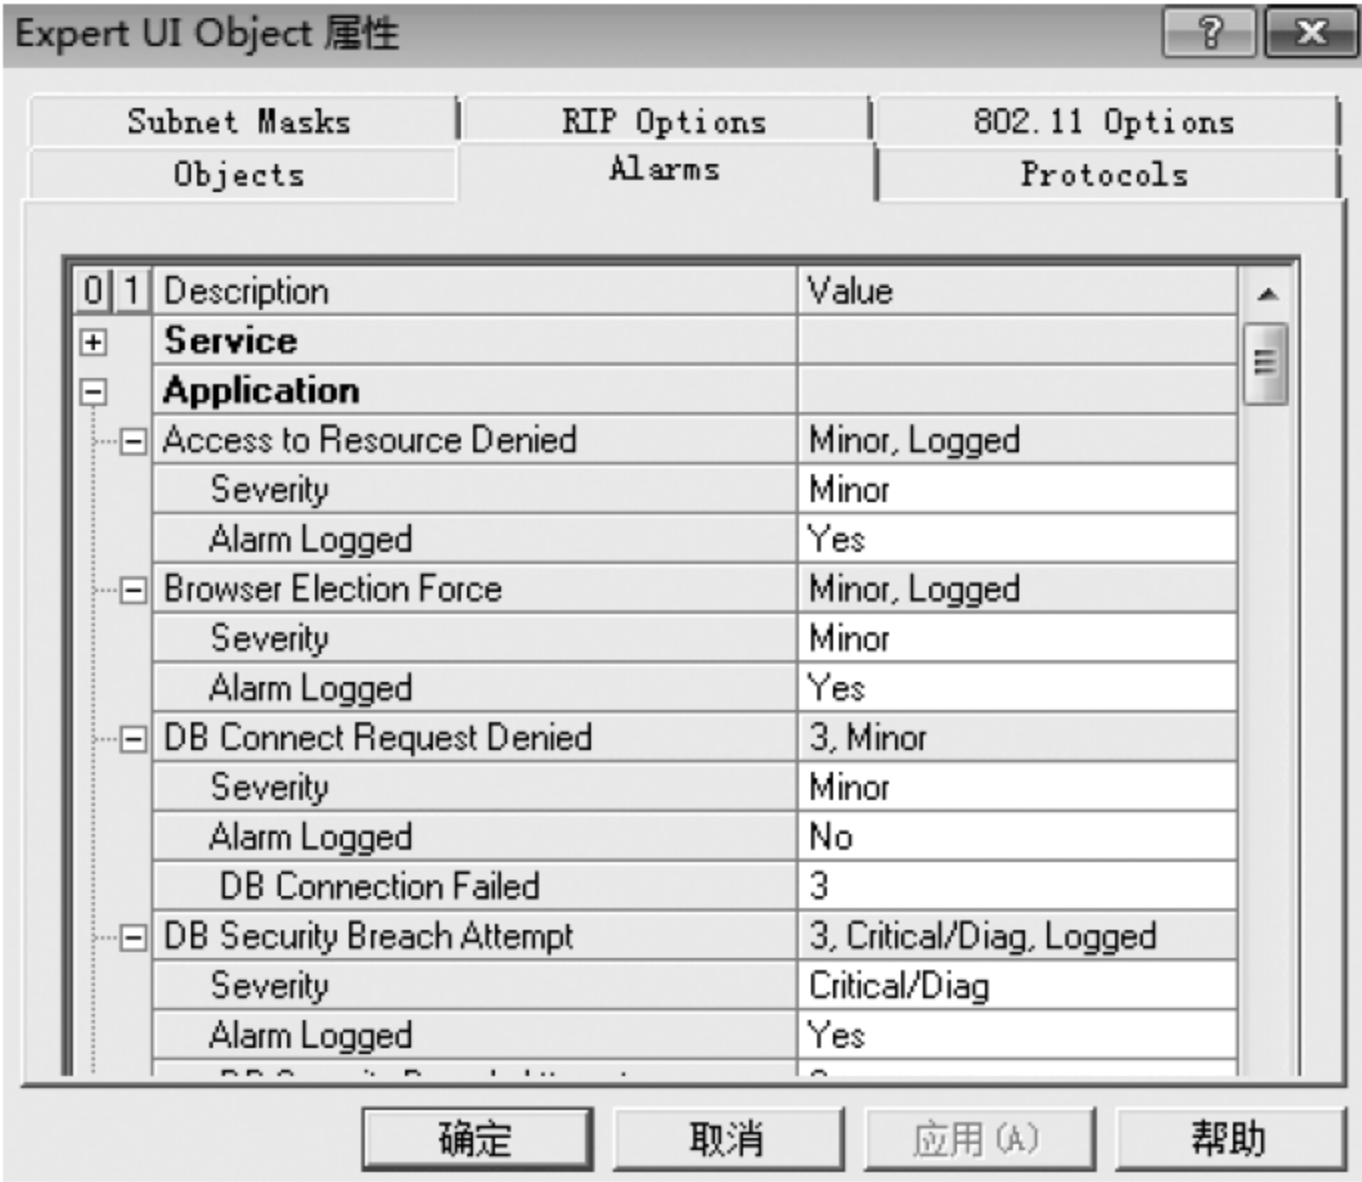 Expert UI Object 属性
Subnet Masks RIP Options 802.11 Options
Objects Alarms Protocols
0 1 Description Value
Service
Application
Access to Resource Denied Minor, Logged
Severity Minor
Alarm Logged Yes
Browser Election Force Minor, Logged
Severity Minor
Alarm Logged Yes
DB Connect Request Denied 3, Minor
Severity Minor
Alarm Logged No
DB Connection Failed 3
DB Security Breach Attempt 3, Critical/Diag, Logged
Severity Critical/Diag
Alarm Logged Yes
确定 取消 应用(A) 帮助